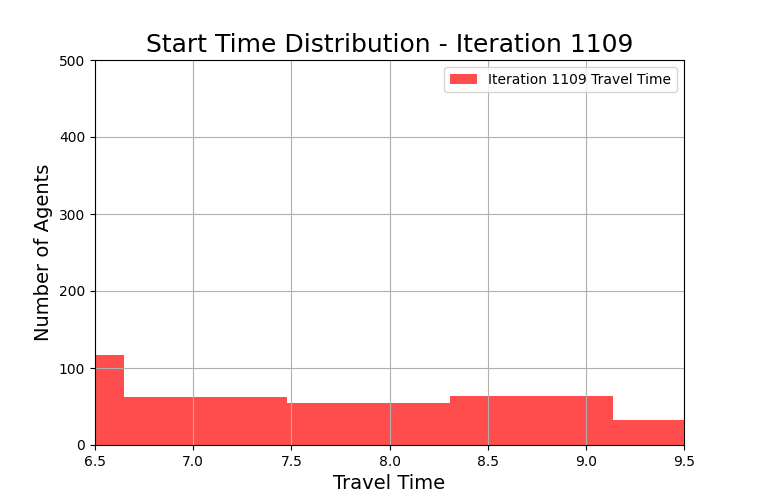 Start Time Distribution - Iteration 1109
Iteration 1109 Travel Time
Number of Agents
500
400
300
200
100
0
6.5 7.0 7.5 8.0 8.5 9.0 9.5
Travel Time